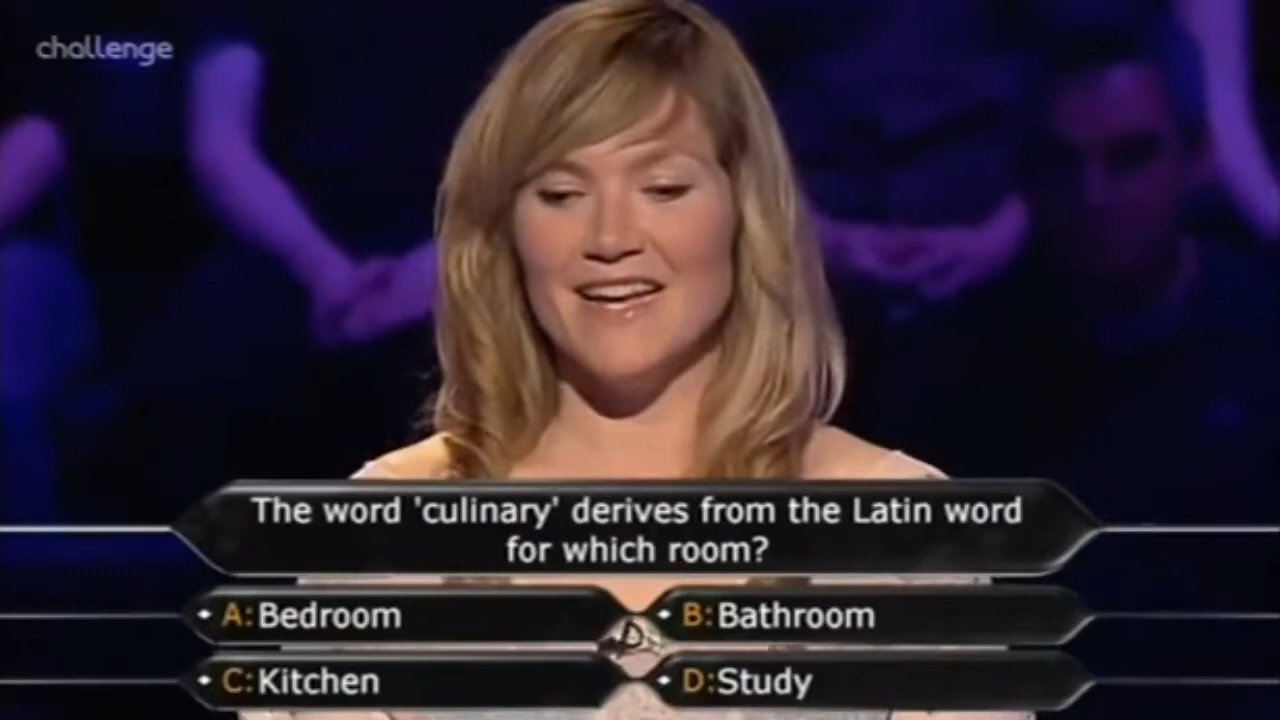 challenge
The word 'culinary' derives from the Latin word
for which room?
A: Bedroom
B: Bathroom
C: Kitchen
D: Study